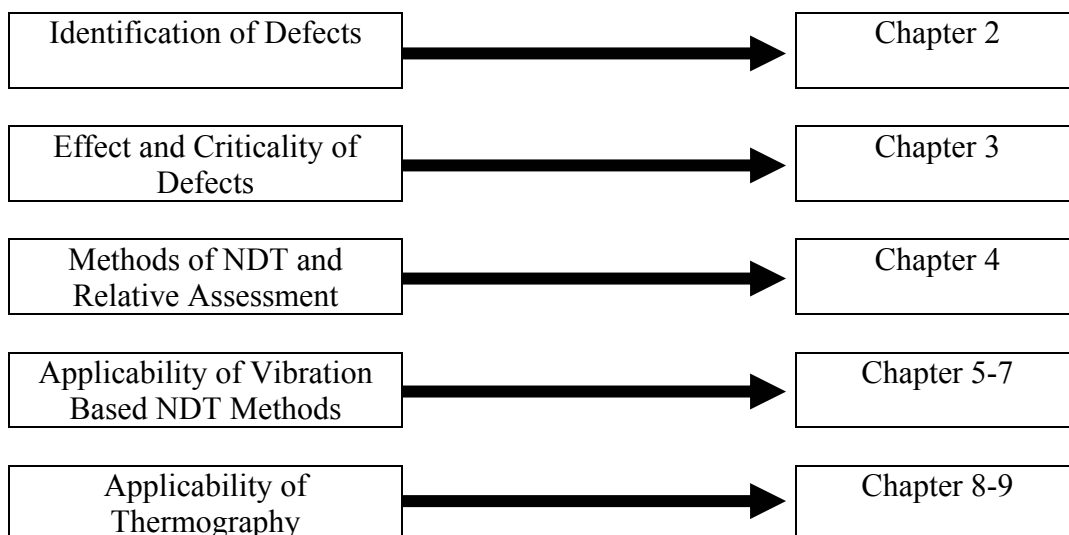 Identification of Defects
Chapter 2
Effect and Criticality of
Defects
Chapter 3
Methods of NDT and
Relative Assessment
Chapter 4
Applicability of Vibration
Based NDT Methods
Chapter 5-7
Applicability of
Thermography
Chapter 8-9